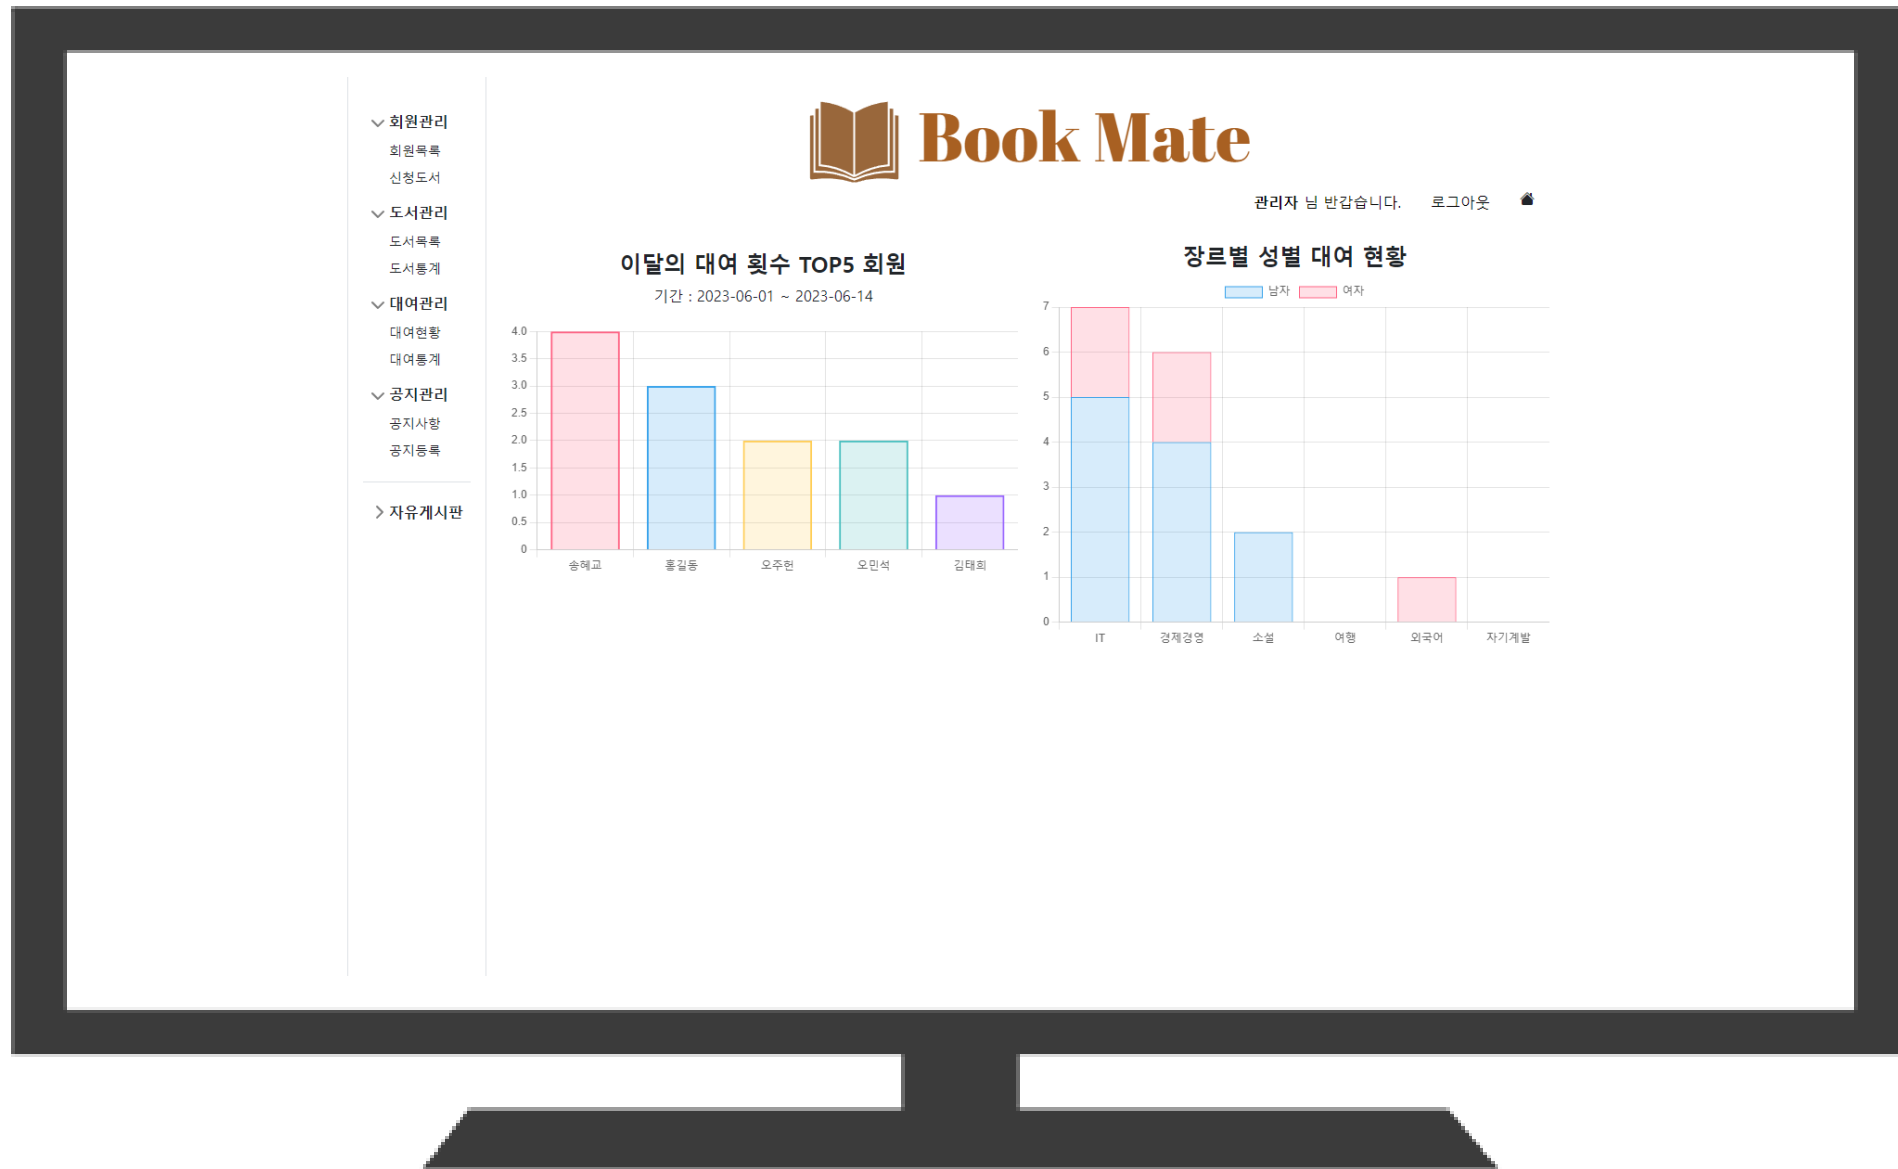 회원관리
회원목록
신청도서
도서관리
도서목록
도서통계
대여관리
대여현황
대여통계
공지관리
공지사항
공지등록
자유게시판
Book Mate
관리자 님 반갑습니다. 로그아웃
이달의 대여 횟수 TOP5 회원
기간 : 2023-06-01 ~ 2023-06-14
4.0
3.5
3.0
2.5
2.0
1.5
1.0
0.5
0
송혜교 홍길동 오주헌 오민석 김태희
장르별 성별 대여 현황
남자 여자
7
6
5
4
3
2
1
0
IT 경제경영 소설 여행 외국어 자기계발